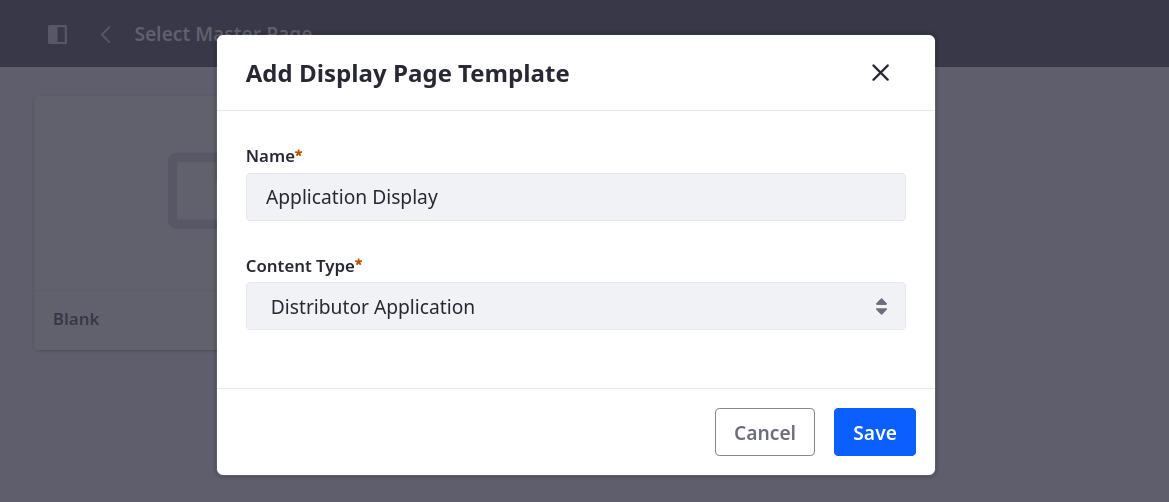 Select Master Page
Add Display Page Template
Name*
Application Display
Content Type*
Distributor Application
Blank
Cancel
Save